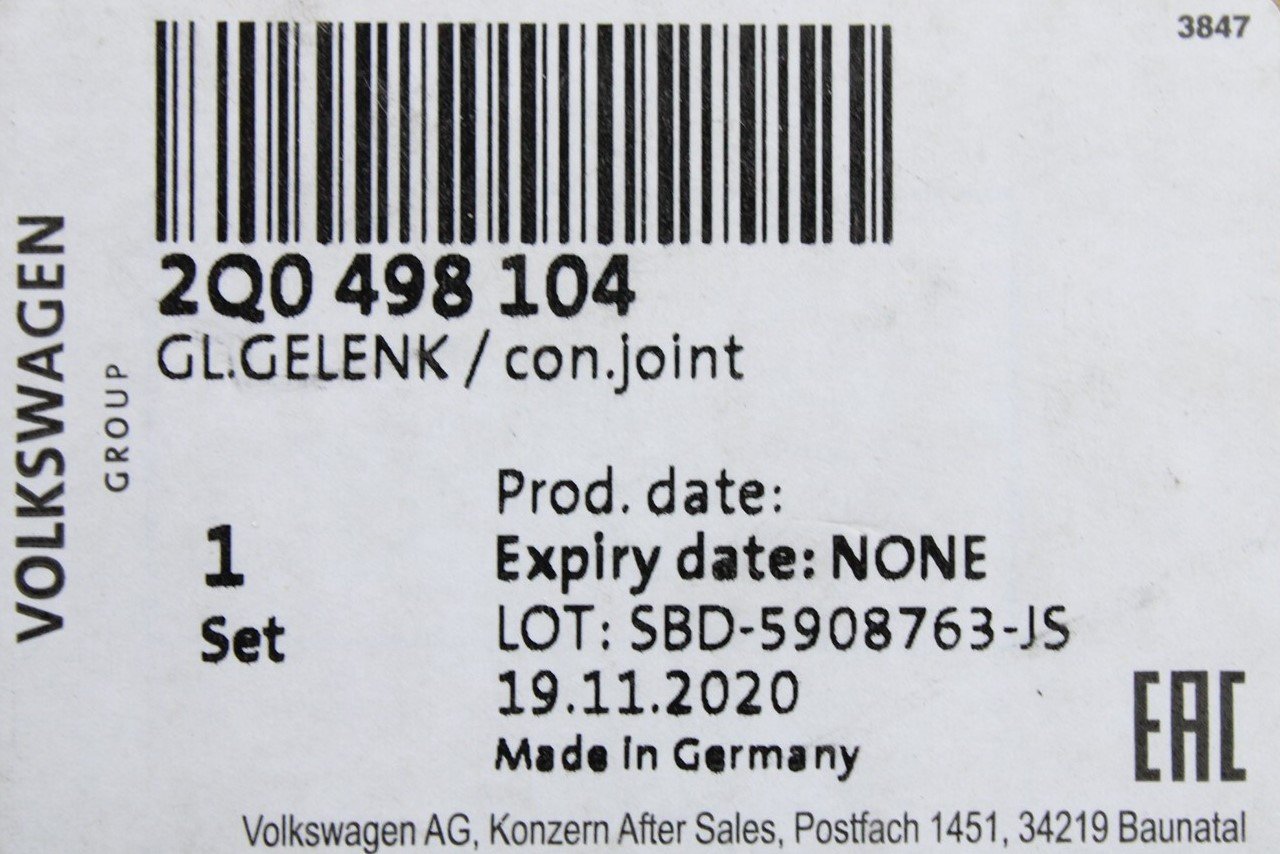 3847
VOLKSWAGEN
GROUP
2Q0 498 104
GL.GELENK / con.joint
1
Set
Prod. date:
Expiry date: NONE
LOT: SBD-5908763-JS
19.11.2020
Made in Germany
EAC
Volkswagen AG, Konzern After Sales, Postfach 1451, 34219 Baunatal